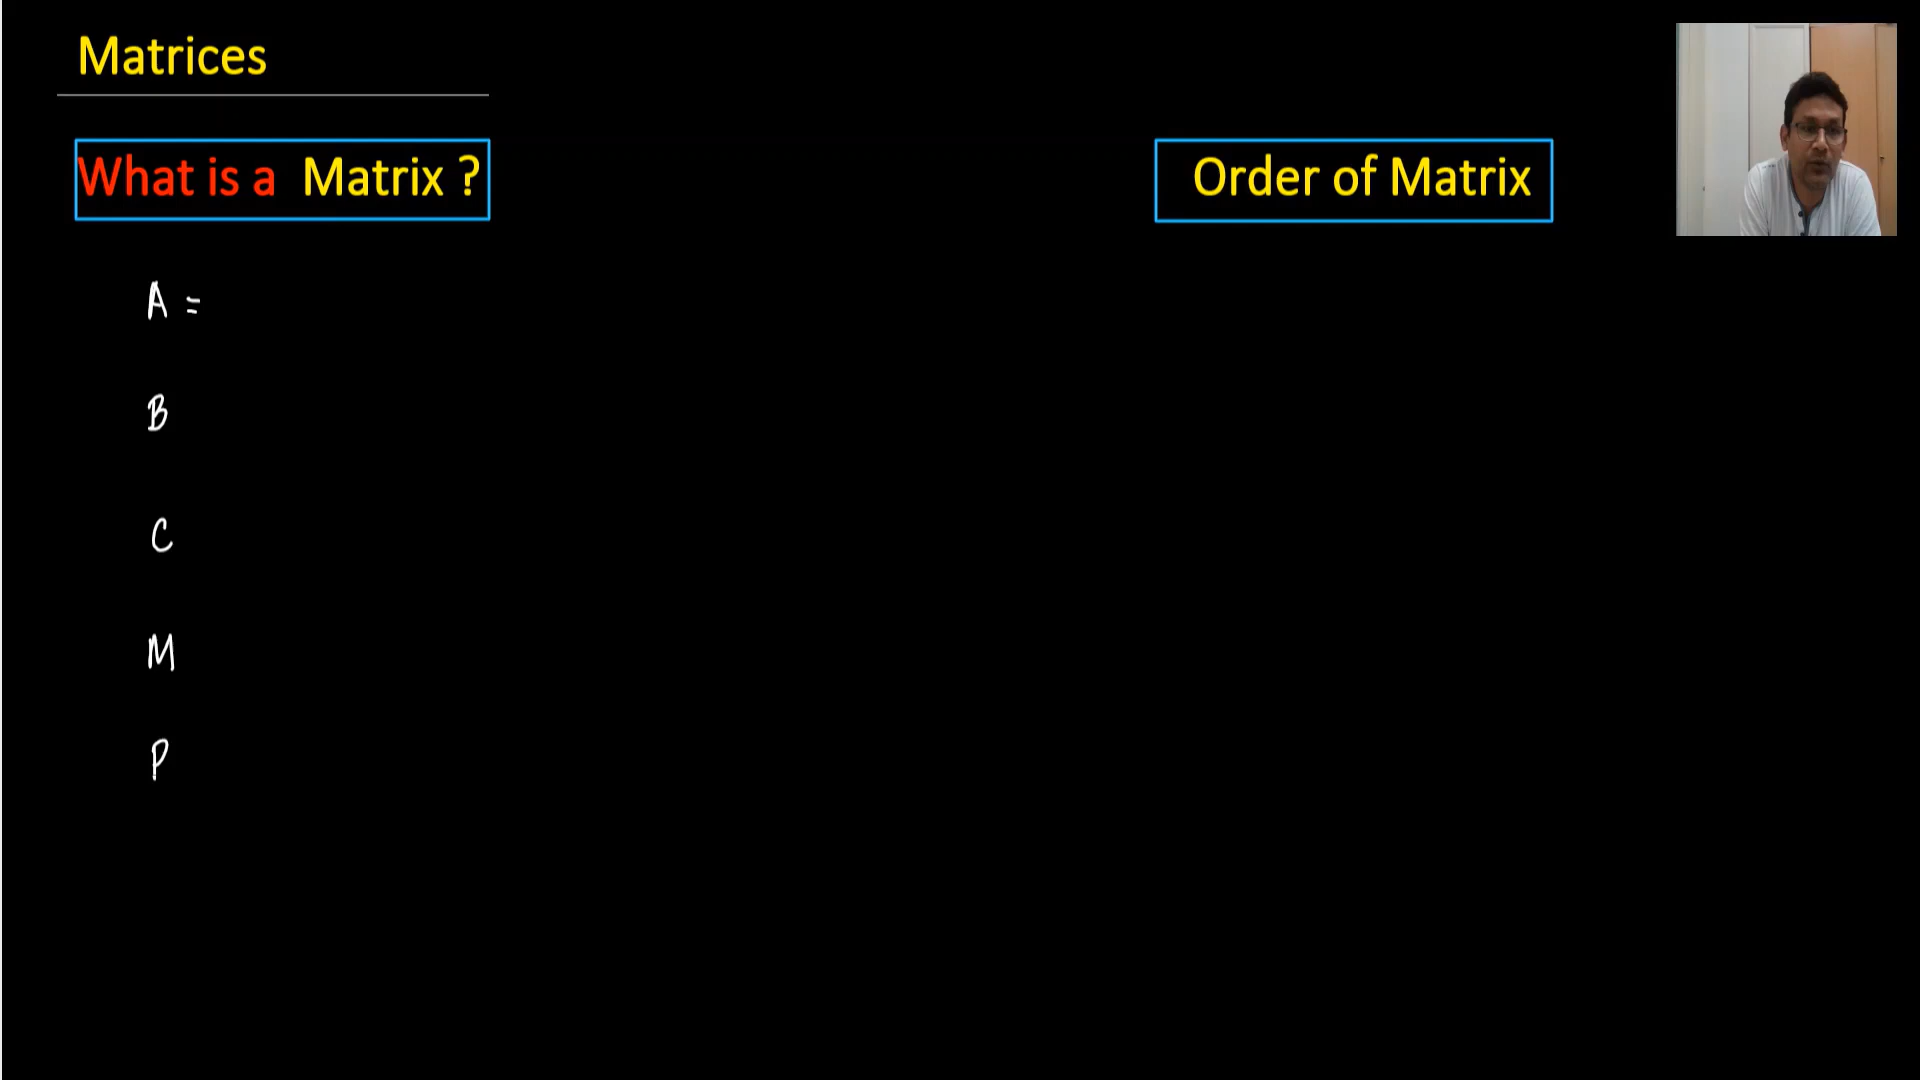 Matrices
What is a Matrix ?
Order of Matrix
A =
B
C
M
P